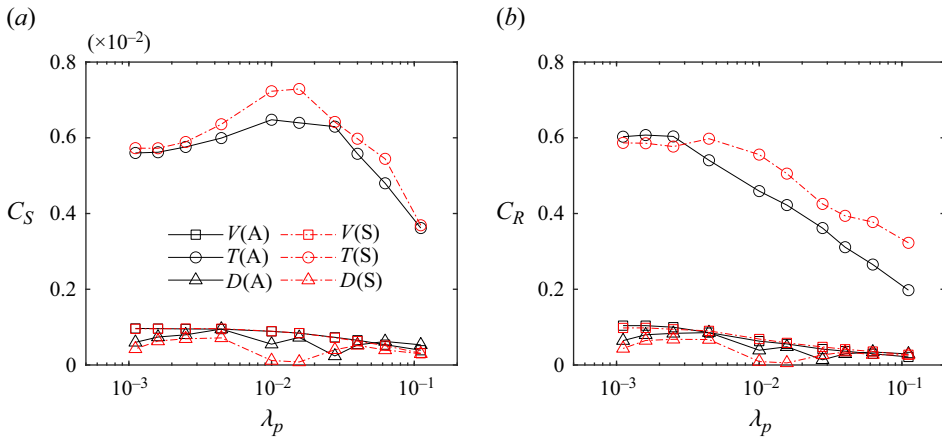 (a)
(×10⁻²)
0.8
0.6
0.4
0.2
0
C_S
V(A) V(S)
T(A) T(S)
D(A) D(S)
10⁻³ 10⁻² 10⁻¹
λ_p
(b)
0.8
0.6
0.4
0.2
0
C_R
10⁻³ 10⁻² 10⁻¹
λ_p